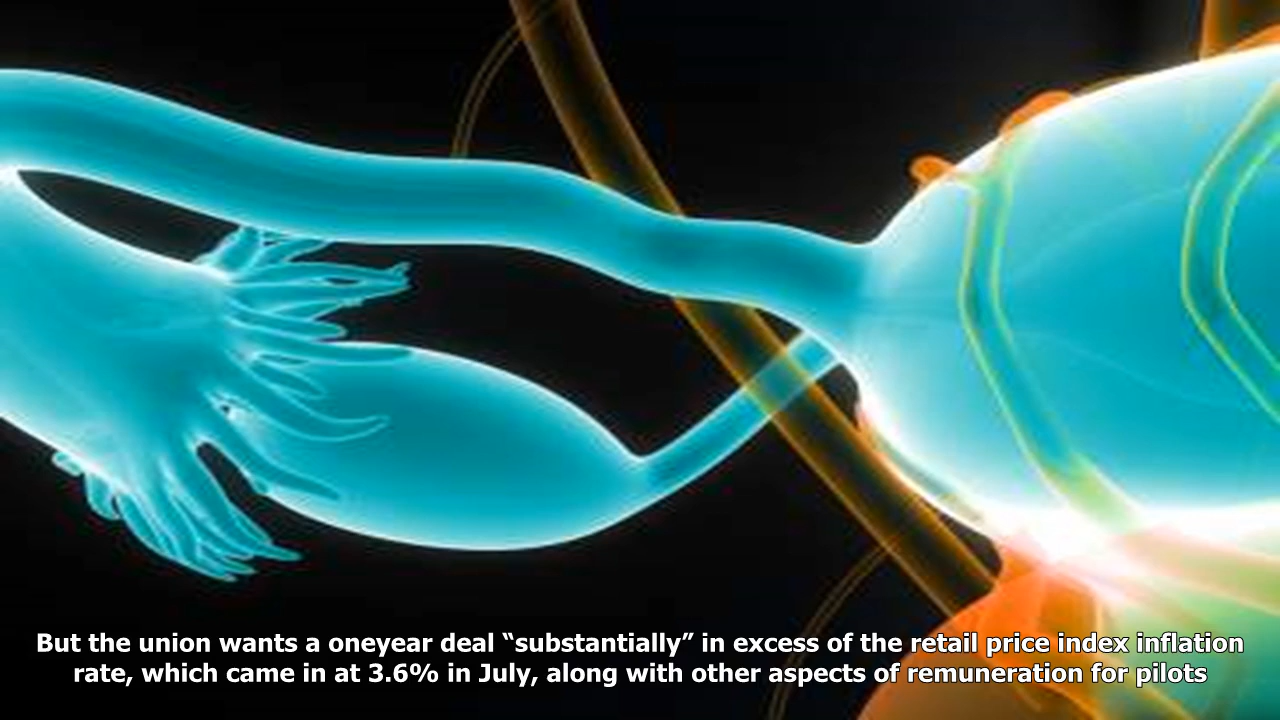 But the union wants a oneyear deal “substantially” in excess of the retail price index inflation
rate, which came in at 3.6% in July, along with other aspects of remuneration for pilots